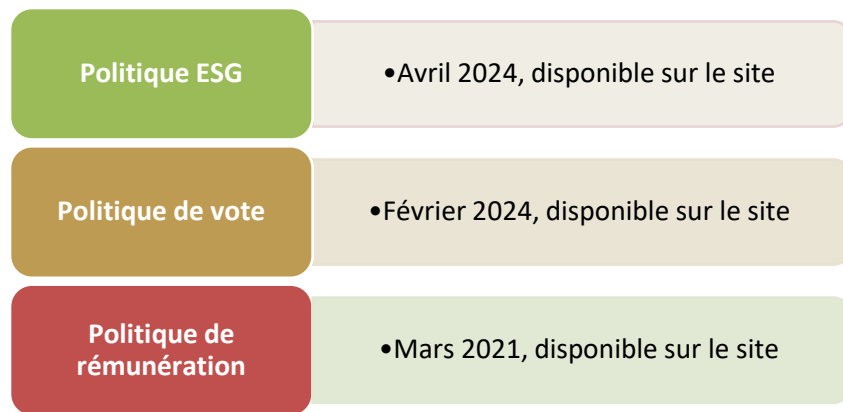 Politique ESG
•Avril 2024, disponible sur le site
Politique de vote
•Février 2024, disponible sur le site
Politique de
rémunération
•Mars 2021, disponible sur le site